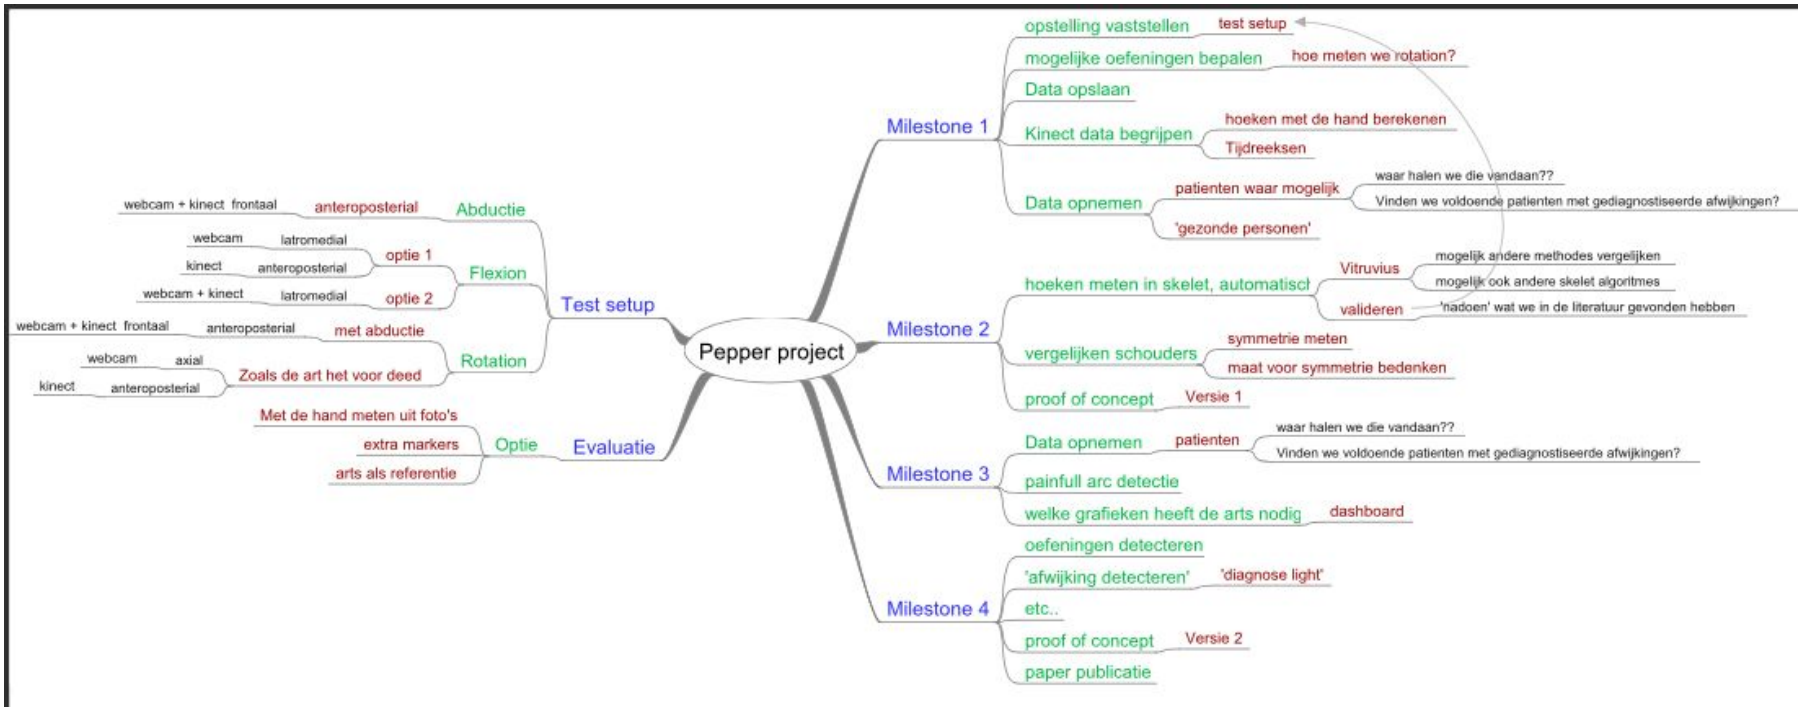 Pepper project
Milestone 1
opstelling vaststellen
test setup
mogelijke oefeningen bepalen
hoe meten we rotation?
Data opslaan
Kinect data begrijpen
hoeken met de hand berekenen
Tijdreeksen
Data opnemen
patienten waar mogelijk
waar halen we die vandaan??
Vinden we voldoende patienten met gediagnostiseerde afwijkingen?
'gezonde personen'
Milestone 2
hoeken meten in skelet, automatisch
Vitruvius
mogelijk andere methodes vergelijken
mogelijk ook andere skelet algoritmes
valideren
'nadoen' wat we in de literatuur gevonden hebben
vergelijken schouders
symmetrie meten
maat voor symmetrie bedenken
proof of concept
Versie 1
Milestone 3
Data opnemen
patienten
waar halen we die vandaan??
Vinden we voldoende patienten met gediagnostiseerde afwijkingen?
painfull arc detectie
welke grafieken heeft de arts nodig
dashboard
Milestone 4
oefeningen detecteren
'afwijking detecteren'
'diagnose light'
etc..
proof of concept
Versie 2
paper publicatie
Test setup
Abductie
anteroposterial
webcam + kinect frontaal
Flexion
optie 1
latromedial
webcam
anteroposterial
kinect
optie 2
latromedial
webcam + kinect
Rotation
met abductie
anteroposterial
webcam + kinect frontaal
Zoals de art het voor deed
axial
webcam
anteroposterial
kinect
Evaluatie
Optie
Met de hand meten uit foto's
extra markers
arts als referentie